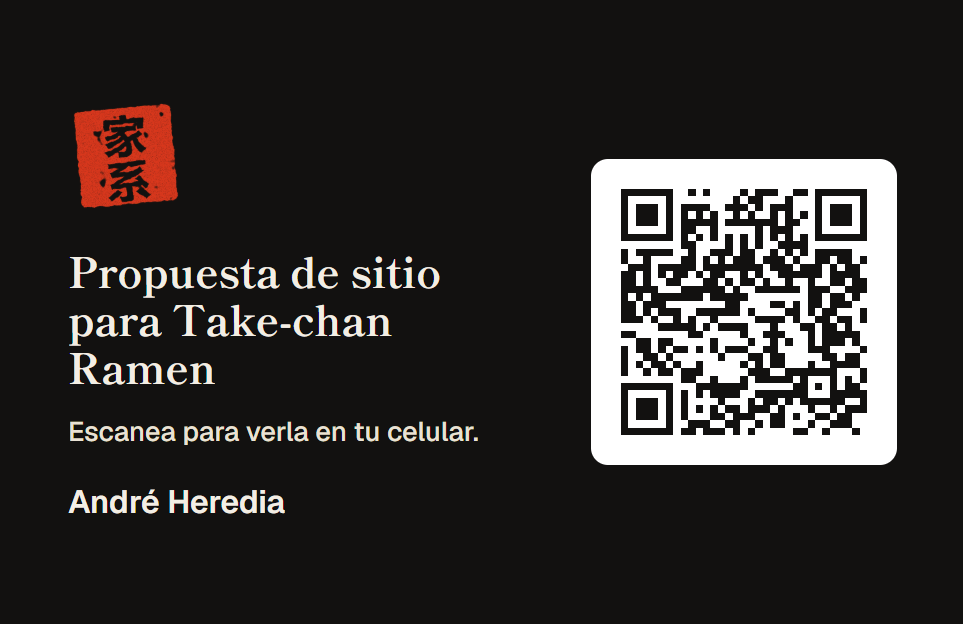 家
系
Propuesta de sitio
para Take-chan
Ramen
Escanea para verla en tu celular.
André Heredia